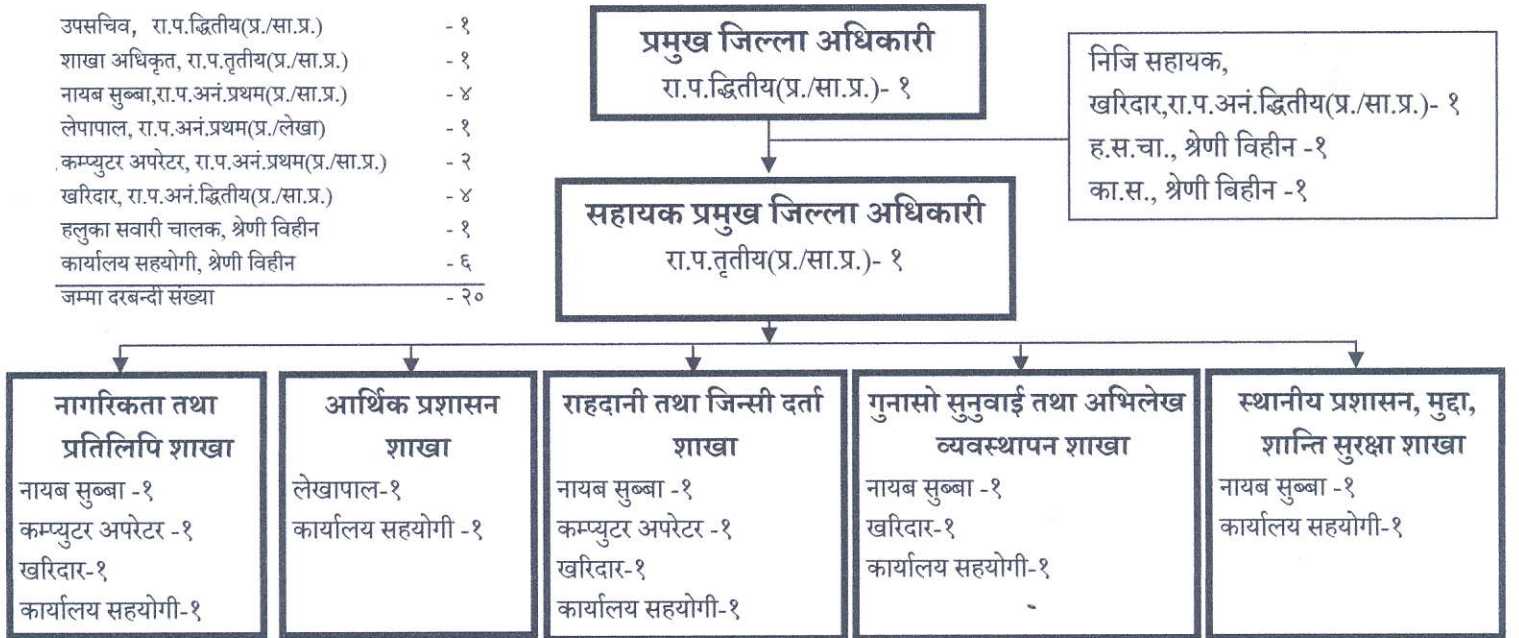 उपसचिव, रा.प.द्धितीय(प्र./सा.प्र.) - १
शाखा अधिकृत, रा.प.तृतीय(प्र./सा.प्र.) - १
नायब सुब्बा,रा.प.अनं.प्रथम(प्र./सा.प्र.) - ४
लेपापाल, रा.प.अनं.प्रथम(प्र./लेखा) - १
कम्प्युटर अपरेटर, रा.प.अनं.प्रथम(प्र./सा.प्र.) - २
खरिदार, रा.प.अनं.द्धितीय(प्र./सा.प्र.) - ४
हलुका सवारी चालक, श्रेणी विहीन - १
कार्यालय सहयोगी, श्रेणी विहीन - ६
जम्मा दरबन्दी संख्या - २०
प्रमुख जिल्ला अधिकारी
रा.प.द्धितीय(प्र./सा.प्र.)- १
निजि सहायक,
खरिदार,रा.प.अनं.द्धितीय(प्र./सा.प्र.)- १
ह.स.चा., श्रेणी विहीन -१
का.स., श्रेणी बिहीन -१
सहायक प्रमुख जिल्ला अधिकारी
रा.प.तृतीय(प्र./सा.प्र.)- १
नागरिकता तथा
प्रतिलिपि शाखा
नायब सुब्बा -१
कम्प्युटर अपरेटर -१
खरिदार-१
कार्यालय सहयोगी-१
आर्थिक प्रशासन
शाखा
लेखापाल-१
कार्यालय सहयोगी -१
राहदानी तथा जिन्सी दर्ता
शाखा
नायब सुब्बा -१
कम्प्युटर अपरेटर -१
खरिदार-१
कार्यालय सहयोगी-१
गुनासो सुनुवाई तथा अभिलेख
व्यवस्थापन शाखा
नायब सुब्बा -१
खरिदार-१
कार्यालय सहयोगी-१
स्थानीय प्रशासन, मुद्दा,
शान्ति सुरक्षा शाखा
नायब सुब्बा -१
कार्यालय सहयोगी-१